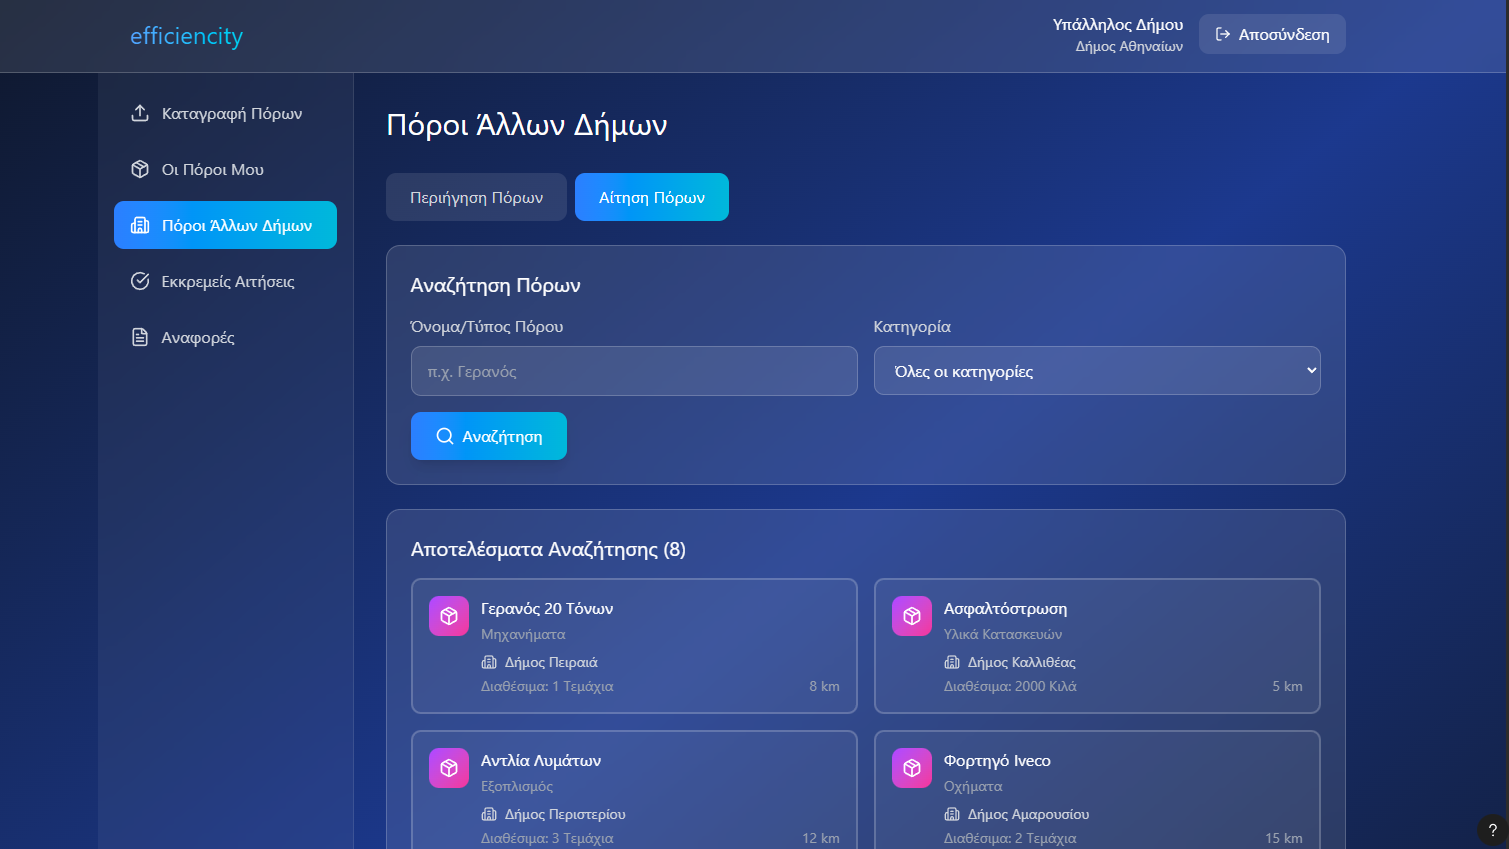 efficiencity
Υπάλληλος Δήμου
Δήμος Αθηναίων
Αποσύνδεση
Καταγραφή Πόρων
Οι Πόροι Μου
Πόροι Άλλων Δήμων
Εκκρεμείς Αιτήσεις
Αναφορές
Πόροι Άλλων Δήμων
Περιήγηση Πόρων
Αίτηση Πόρων
Αναζήτηση Πόρων
Όνομα/Τύπος Πόρου
π.χ. Γερανός
Κατηγορία
Όλες οι κατηγορίες
Αναζήτηση
Αποτελέσματα Αναζήτησης (8)
Γερανός 20 Τόνων
Μηχανήματα
Δήμος Πειραιά
Διαθέσιμα: 1 Τεμάχια
8 km
Ασφαλτόστρωση
Υλικά Κατασκευών
Δήμος Καλλιθέας
Διαθέσιμα: 2000 Κιλά
5 km
Αντλία Λυμάτων
Εξοπλισμός
Δήμος Περιστερίου
Διαθέσιμα: 3 Τεμάχια
12 km
Φορτηγό Iveco
Οχήματα
Δήμος Αμαρουσίου
Διαθέσιμα: 2 Τεμάχια
15 km
?